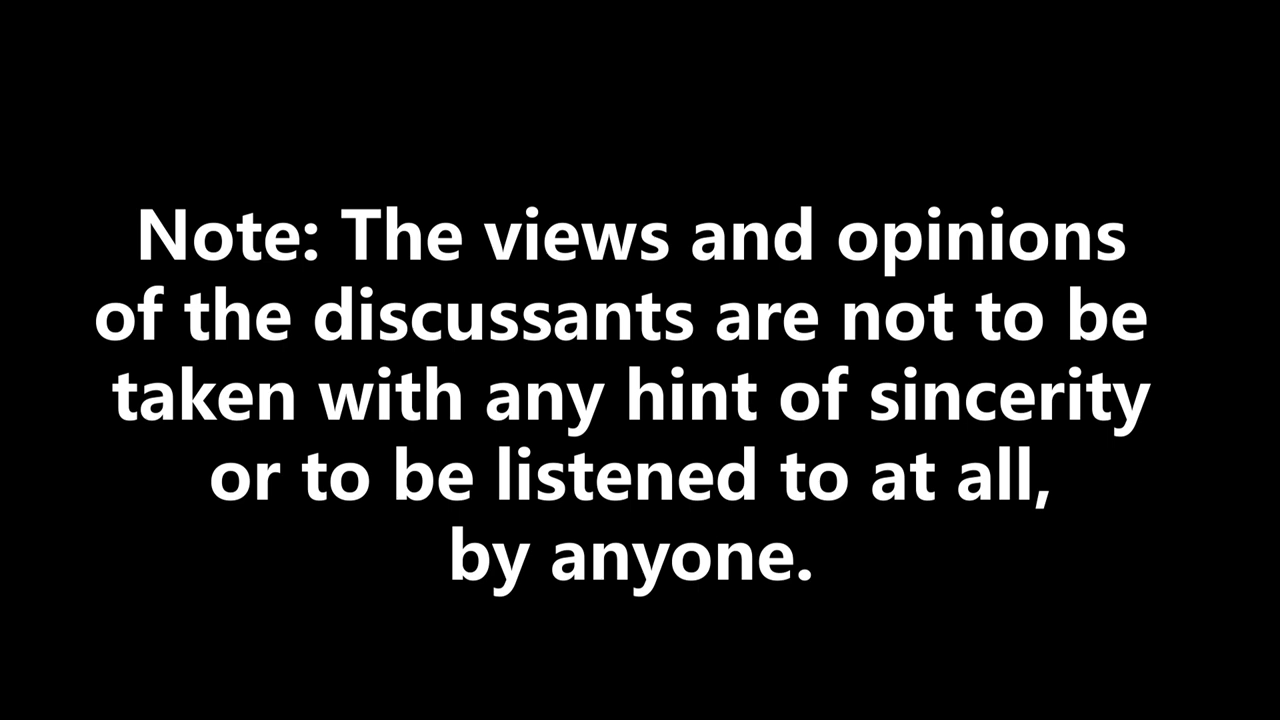 Note: The views and opinions
of the discussants are not to be
taken with any hint of sincerity
or to be listened to at all,
by anyone.